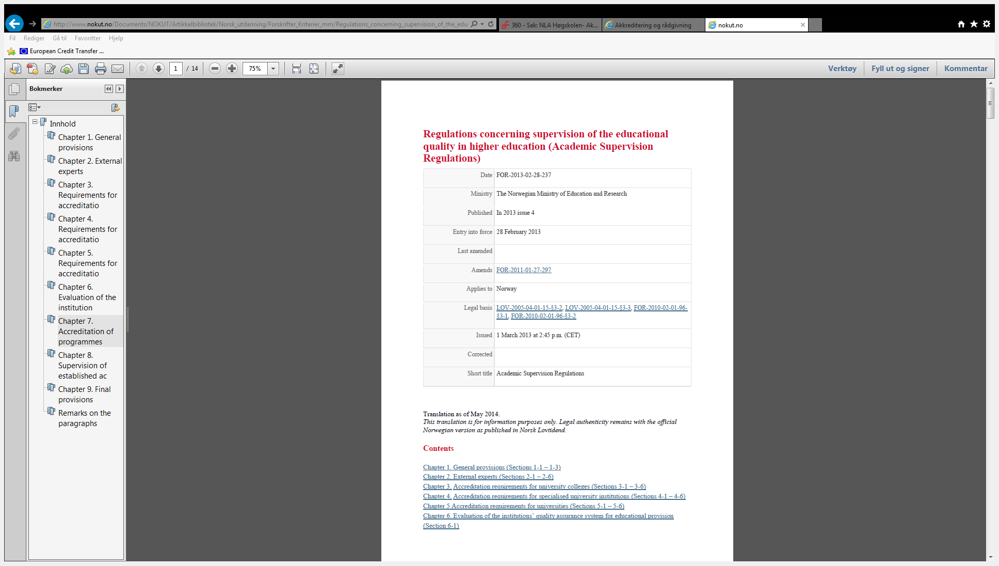 http://www.nokut.no/Documents/NOKUT/Artikkelbibliotek/Norsk_utdanning/Forskrifter_Kriterier_mm/Regulations_concerning_supervision_of_the_edu
360 - Sak: NLA Høgskolen- Ak...
Akkreditering og rådgivning
nokut.no
Fil Rediger Gå til Favoritter Hjelp
European Credit Transfer ...
1 / 14
75%
Verktøy Fyll ut og signer Kommentar
Bokmerker
Innhold
Chapter 1. General
provisions
Chapter 2. External
experts
Chapter 3.
Requirements for
accreditatio
Chapter 4.
Requirements for
accreditatio
Chapter 5.
Requirements for
accreditatio
Chapter 6.
Evaluation of the
institution
Chapter 7.
Accreditation of
programmes
Chapter 8.
Supervision of
established ac
Chapter 9. Final
provisions
Remarks on the
paragraphs
Regulations concerning supervision of the educational
quality in higher education (Academic Supervision
Regulations)
Date FOR-2013-02-28-237
Ministry The Norwegian Ministry of Education and Research
Published In 2013 issue 4
Entry into force 28 February 2013
Last amended
Amends FOR-2011-01-27-297
Applies to Norway
Legal basis LOV-2005-04-01-15-§3-2, LOV-2005-04-01-15-§3-3, FOR-2010-02-01-96-
§3-1, FOR-2010-02-01-96-§3-2
Issued 1 March 2013 at 2:45 p.m. (CET)
Corrected
Short title Academic Supervision Regulations
Translation as of May 2014.
This translation is for information purposes only. Legal authenticity remains with the official
Norwegian version as published in Norsk Lovtidend.
Contents
Chapter 1. General provisions (Sections 1-1 – 1-3)
Chapter 2. External experts (Sections 2-1 – 2-6)
Chapter 3. Accreditation requirements for university colleges (Sections 3-1 – 3-6)
Chapter 4. Accreditation requirements for specialised university institutions (Sections 4-1 – 4-6)
Chapter 5 Accreditation requirements for universities (Sections 5-1 – 5-6)
Chapter 6. Evaluation of the institutions’ quality assurance system for educational provision
(Section 6-1)